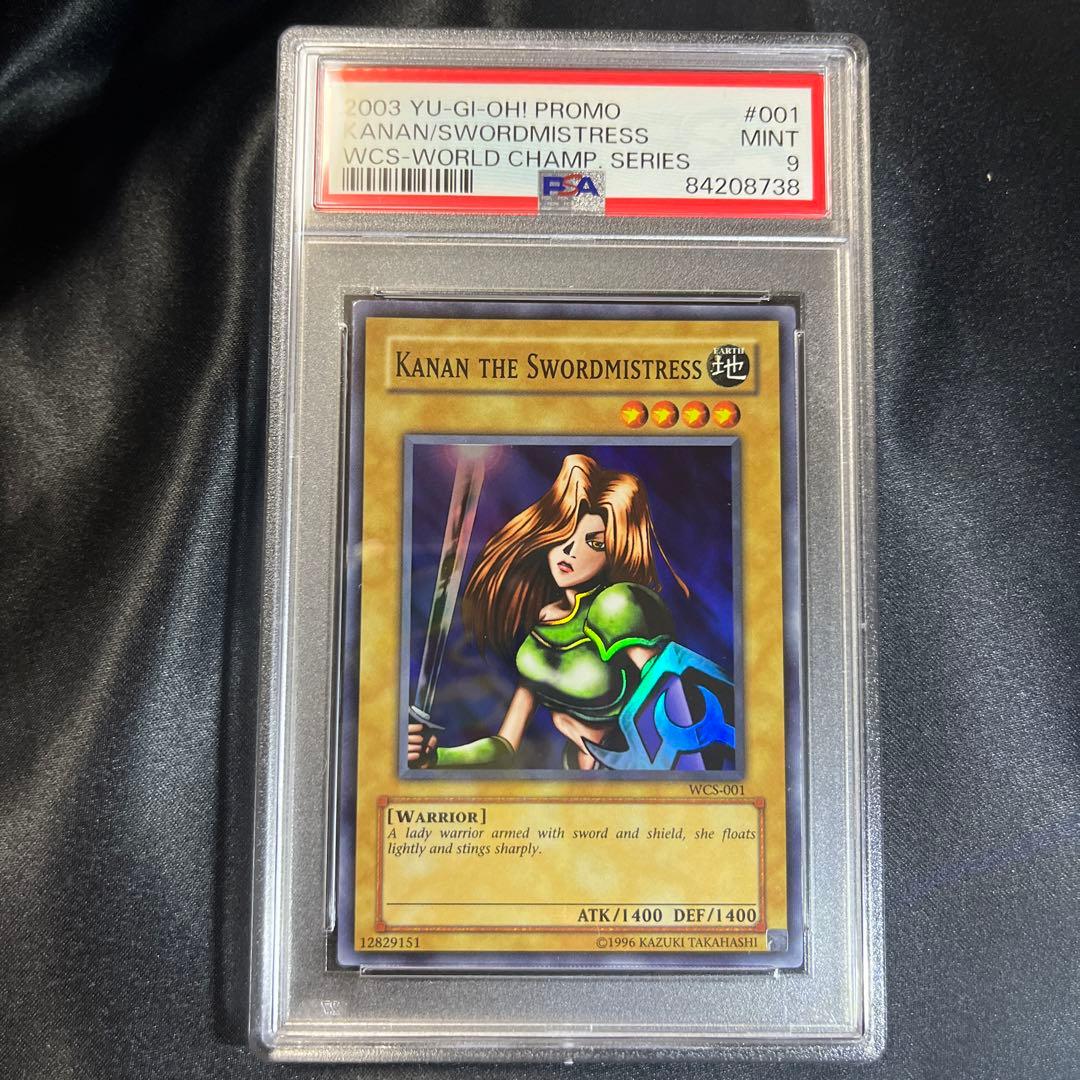 2003 YU-GI-OH! PROMO #001
KANAN/SWORDMISTRESS MINT
WCS-WORLD CHAMP. SERIES 9
PSA 84208738
KANAN THE SWORDMISTRESS
EARTH
地
WCS-001
[WARRIOR]
A lady warrior armed with sword and shield, she floats
lightly and stings sharply.
ATK/1400 DEF/1400
12829151 ©1996 KAZUKI TAKAHASHI